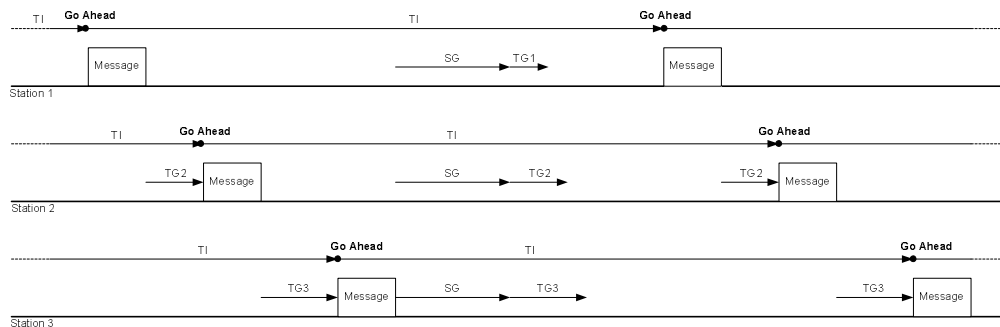 TI Go Ahead TI Go Ahead
Message SG TG1 Message
Station 1
TI Go Ahead TI Go Ahead
TG2 Message SG TG2 TG2 Message
Station 2
TI Go Ahead TI Go Ahead
TG3 Message SG TG3 TG3 Message
Station 3